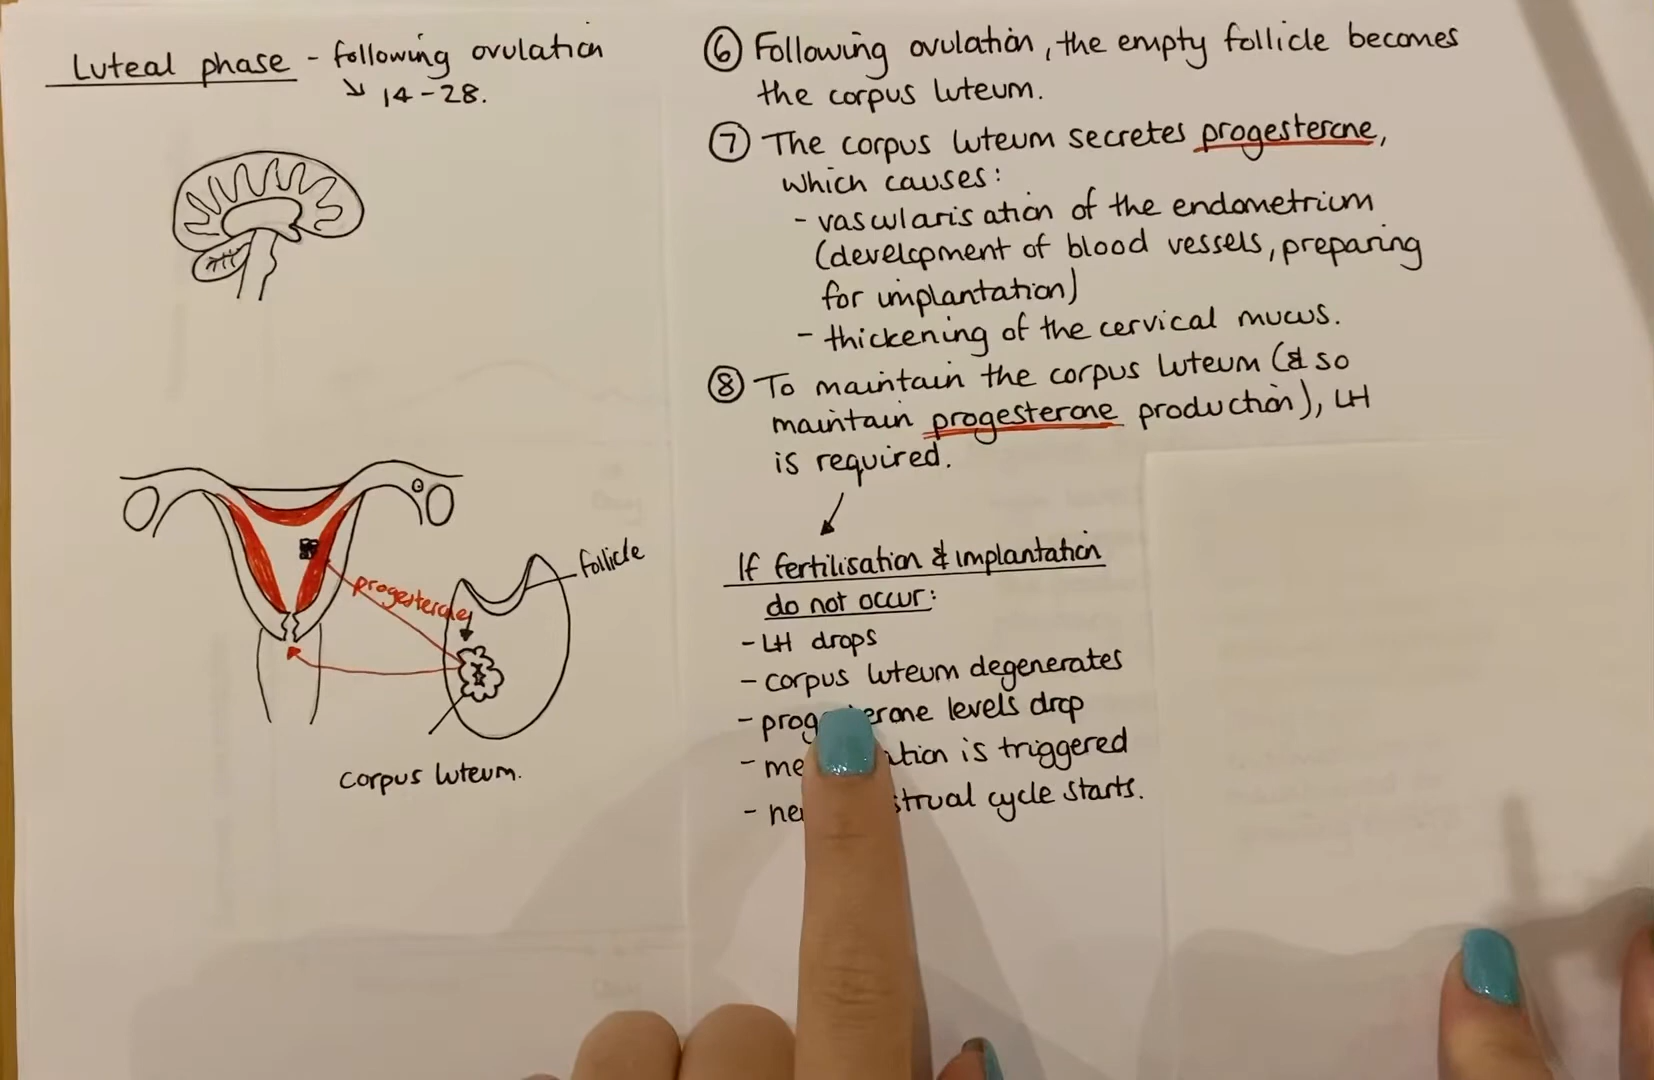 Luteal phase - following ovulation
↘ 14-28.
progesterone
follicle
corpus luteum.
⑥ Following ovulation, the empty follicle becomes
the corpus luteum.
⑦ The corpus luteum secretes progesterone,
which causes:
- vascularisation of the endometrium
(development of blood vessels, preparing
for implantation)
- thickening of the cervical mucus.
⑧ To maintain the corpus luteum (& so
maintain progesterone production), LH
is required.
If fertilisation & implantation
do not occur:
- LH drops
- corpus luteum degenerates
- progesterone levels drop
- is triggered
- cycle starts.